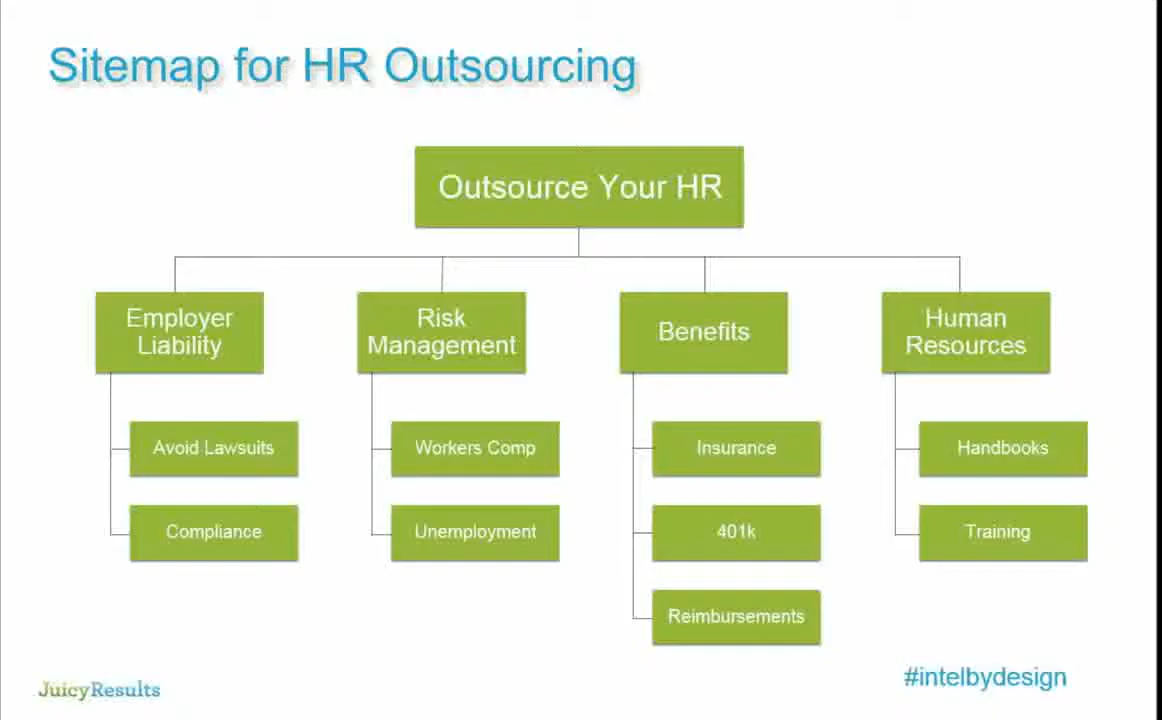 Sitemap for HR Outsourcing
Outsource Your HR
Employer
Liability
Risk
Management
Benefits
Human
Resources
Avoid Lawsuits
Workers Comp
Insurance
Handbooks
Compliance
Unemployment
401k
Training
Reimbursements
#intelbydesign
JuicyResults